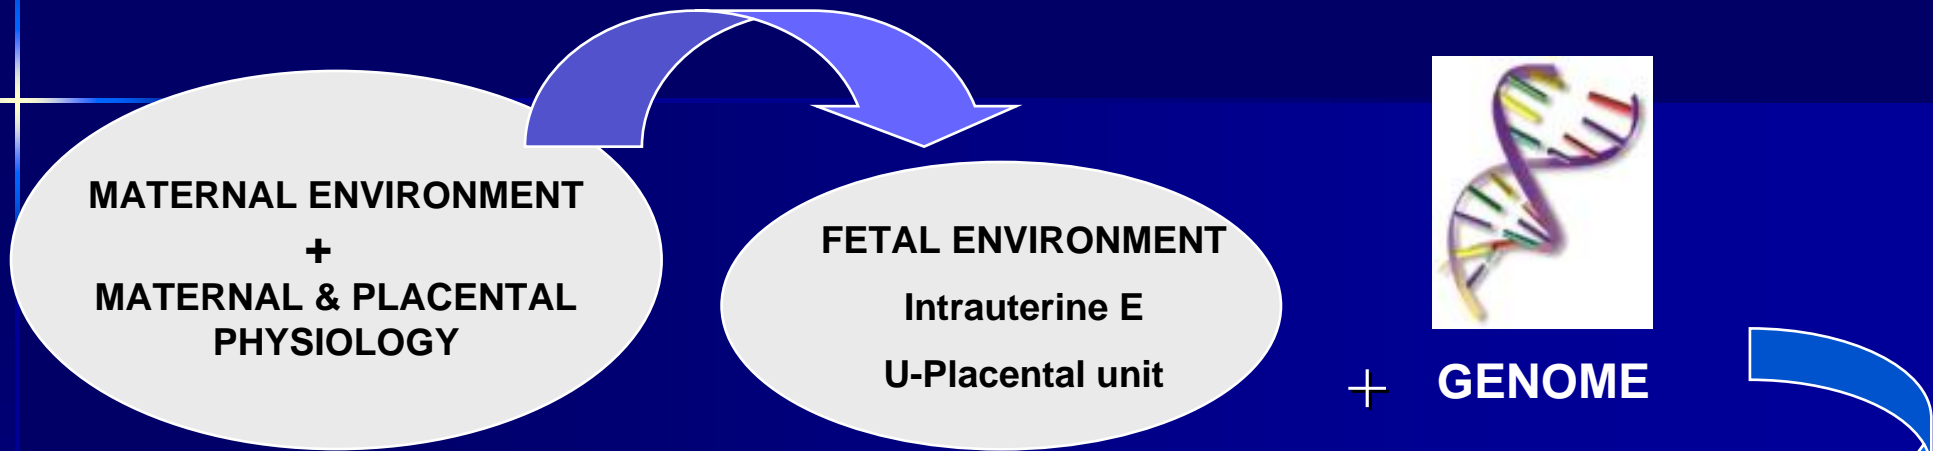 MATERNAL ENVIRONMENT
+
MATERNAL & PLACENTAL
PHYSIOLOGY
FETAL ENVIRONMENT
Intrauterine E
U-Placental unit
+ GENOME